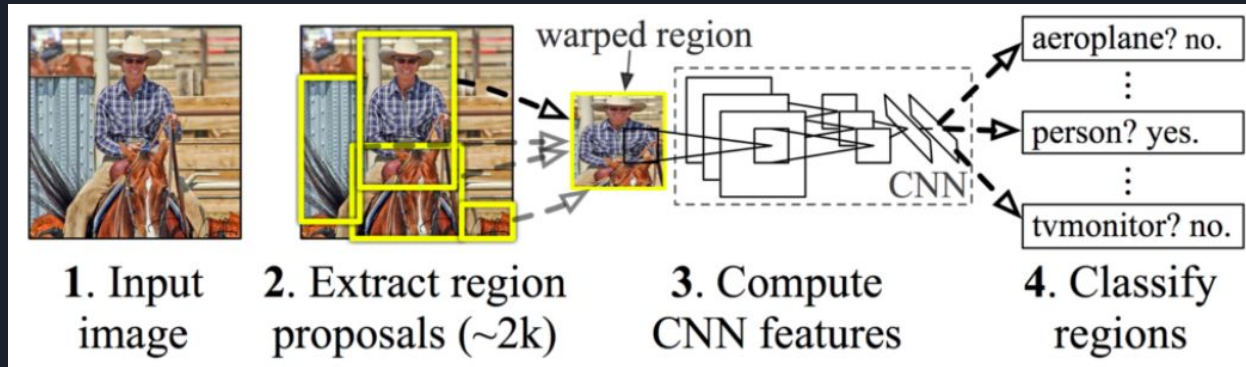 warped region
aeroplane? no.
person? yes.
CNN
tvmonitor? no.
1. Input
image
2. Extract region
proposals (~2k)
3. Compute
CNN features
4. Classify
regions